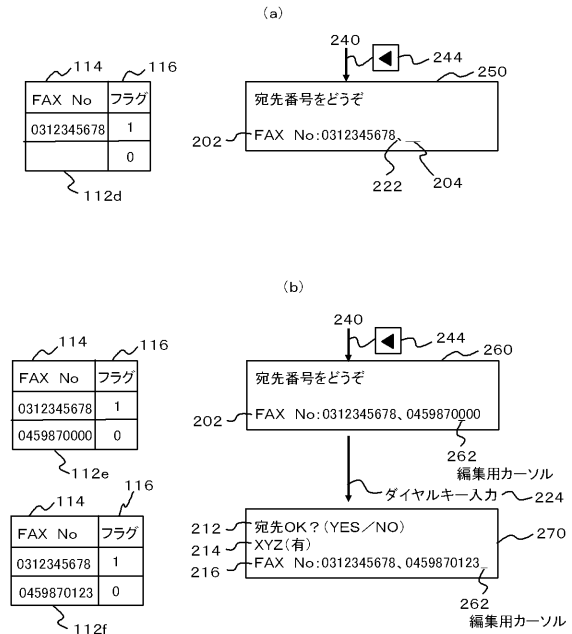 (a)
240
244
114
116
250
FAX No
フラグ
宛先番号をどうぞ
0312345678
1
202
FAX No:0312345678、_
0
222
204
112d
(b)
240
114
116
244
260
FAX No
フラグ
宛先番号をどうぞ
0312345678
1
202
FAX No:0312345678、0459870000
0459870000
0
262
編集用カーソル
112e
114
116
ダイヤルキー入力
224
FAX No
フラグ
212
宛先OK?(YES/NO)
270
214
XYZ(有)
0312345678
1
216
FAX No:0312345678、0459870123_
0459870123
0
262
112f
編集用カーソル